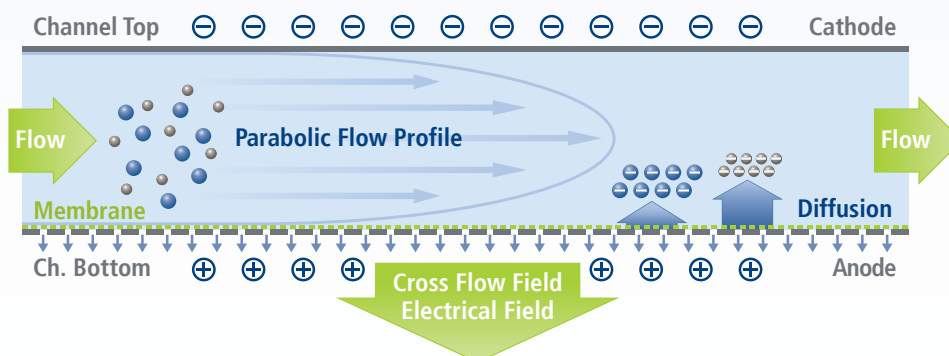 Channel Top
Cathode
Flow
Parabolic Flow Profile
Flow
Membrane
Diffusion
Ch. Bottom
Anode
Cross Flow Field
Electrical Field